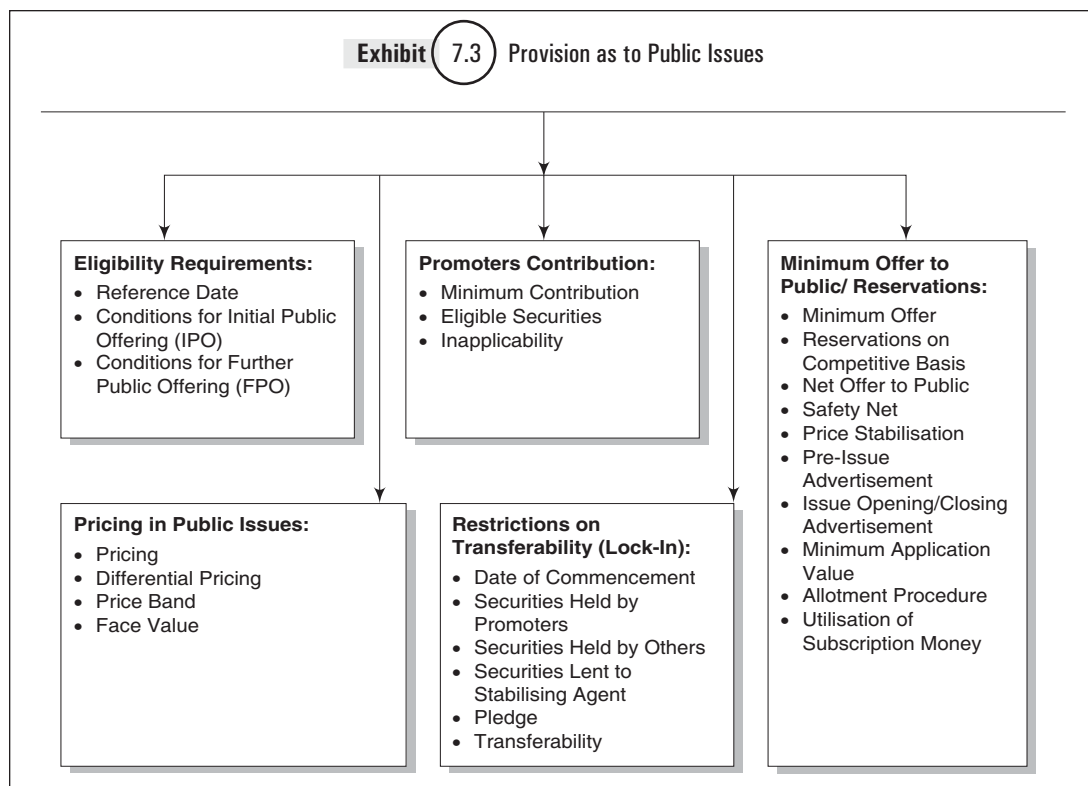 Exhibit 7.3 Provision as to Public Issues
Eligibility Requirements:
• Reference Date
• Conditions for Initial Public
Offering (IPO)
• Conditions for Further
Public Offering (FPO)
Promoters Contribution:
• Minimum Contribution
• Eligible Securities
• Inapplicability
Minimum Offer to
Public/ Reservations:
• Minimum Offer
• Reservations on
Competitive Basis
• Net Offer to Public
• Safety Net
• Price Stabilisation
• Pre-Issue
Advertisement
• Issue Opening/Closing
Advertisement
• Minimum Application
Value
• Allotment Procedure
• Utilisation of
Subscription Money
Pricing in Public Issues:
• Pricing
• Differential Pricing
• Price Band
• Face Value
Restrictions on
Transferability (Lock-In):
• Date of Commencement
• Securities Held by
Promoters
• Securities Held by Others
• Securities Lent to
Stabilising Agent
• Pledge
• Transferability